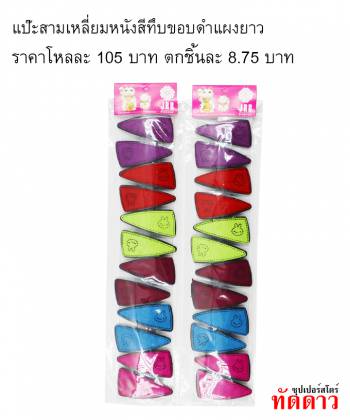 แป๊ะสามเหลี่ยมหนังสีทึบขอบดำแผงยาว
ราคาโหลละ 105 บาท ตกชิ้นละ 8.75 บาท
ซุปเปอร์สโตร์
ทัดดาว